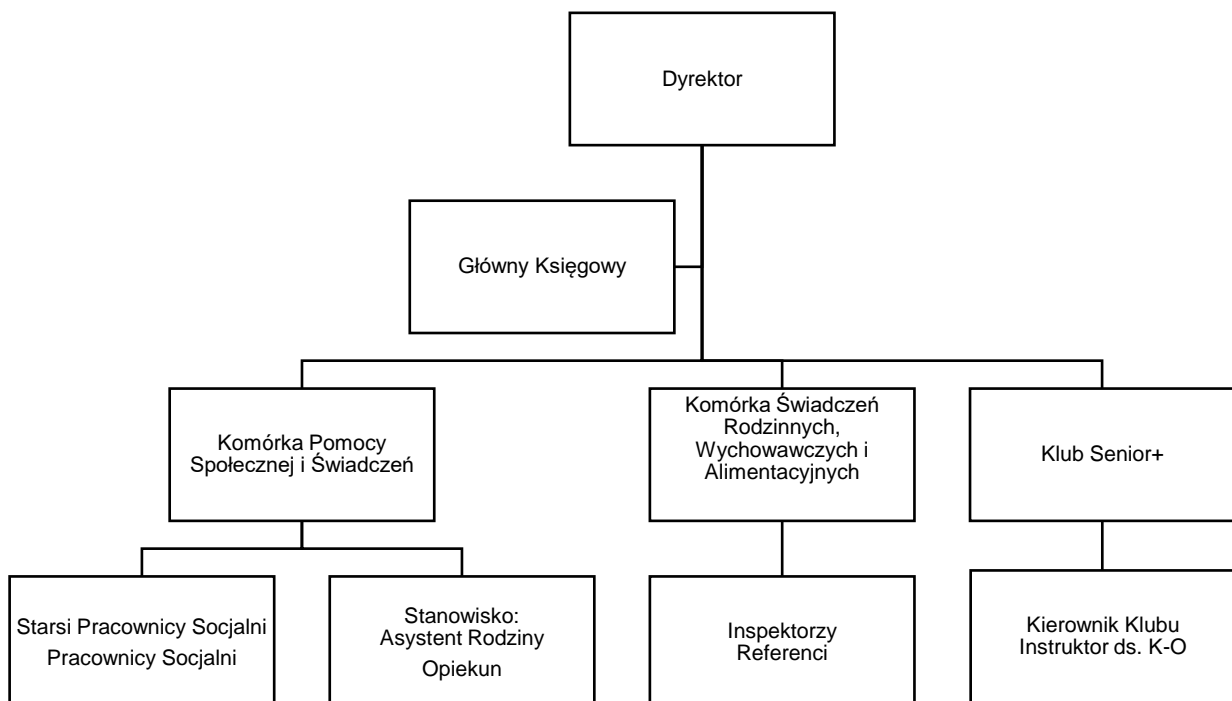 Dyrektor
Główny Księgowy
Komórka Pomocy
Społecznej i Świadczeń
Komórka Świadczeń
Rodzinnych,
Wychowawczych i
Alimentacyjnych
Klub Senior+
Starsi Pracownicy Socjalni
Pracownicy Socjalni
Stanowisko:
Asystent Rodziny
Opiekun
Inspektorzy
Referenci
Kierownik Klubu
Instruktor ds. K-O